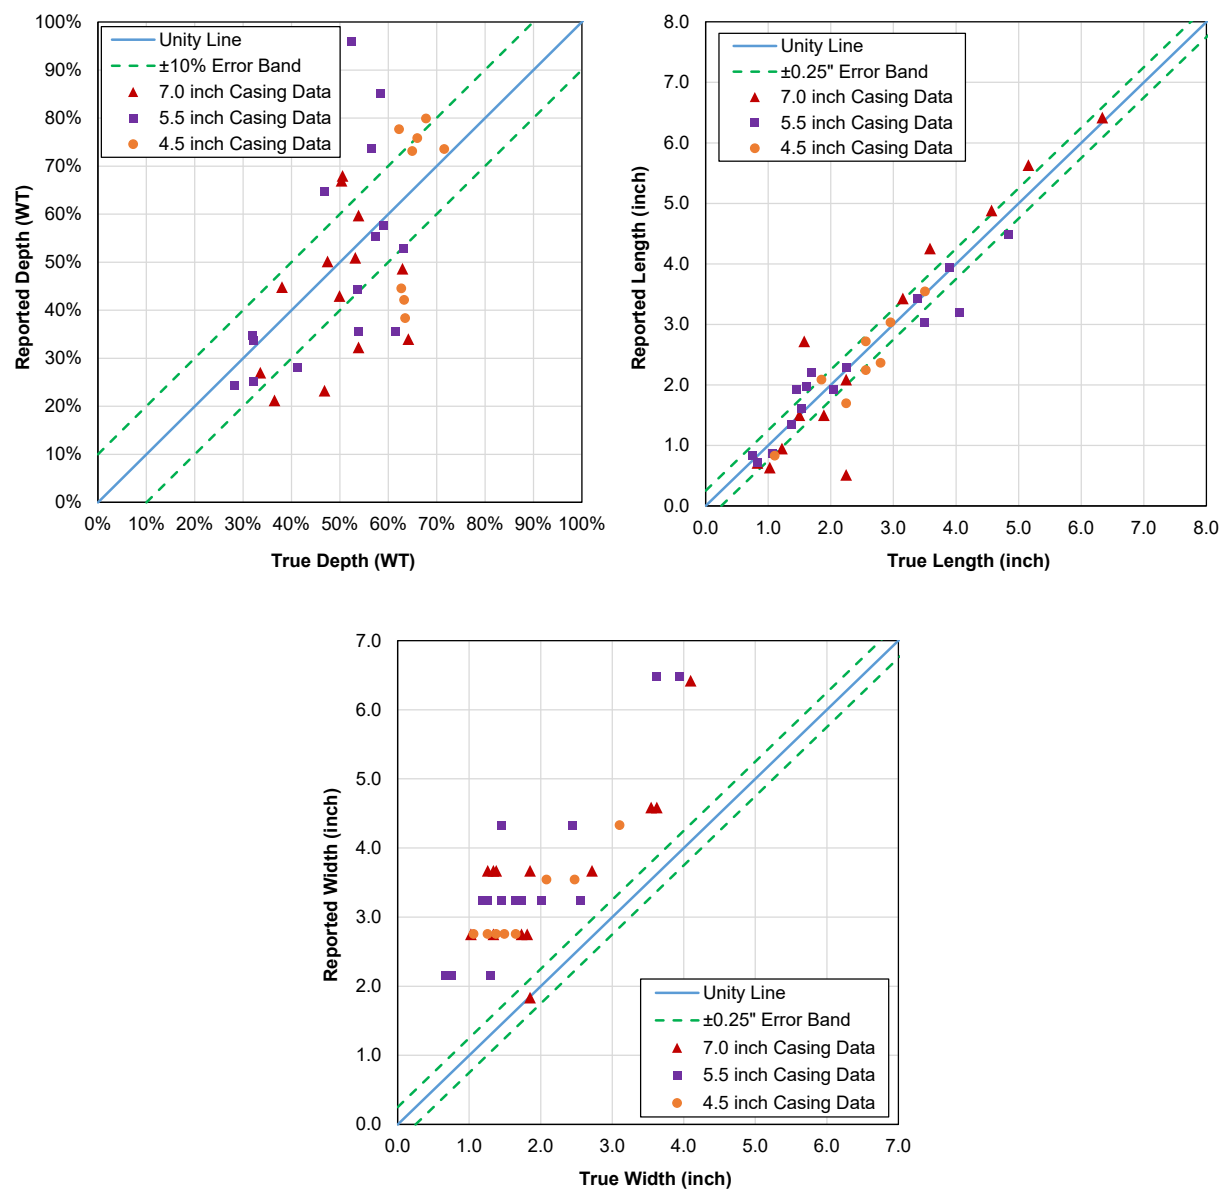 100%
90%
80%
70%
60%
50%
40%
30%
20%
10%
0%
Reported Depth (WT)
Unity Line
±10% Error Band
7.0 inch Casing Data
5.5 inch Casing Data
4.5 inch Casing Data
0% 10% 20% 30% 40% 50% 60% 70% 80% 90% 100%
True Depth (WT)
8.0
7.0
6.0
5.0
4.0
3.0
2.0
1.0
0.0
Reported Length (inch)
Unity Line
±0.25" Error Band
7.0 inch Casing Data
5.5 inch Casing Data
4.5 inch Casing Data
0.0 1.0 2.0 3.0 4.0 5.0 6.0 7.0 8.0
True Length (inch)
7.0
6.0
5.0
4.0
3.0
2.0
1.0
0.0
Reported Width (inch)
Unity Line
±0.25" Error Band
7.0 inch Casing Data
5.5 inch Casing Data
4.5 inch Casing Data
0.0 1.0 2.0 3.0 4.0 5.0 6.0 7.0
True Width (inch)